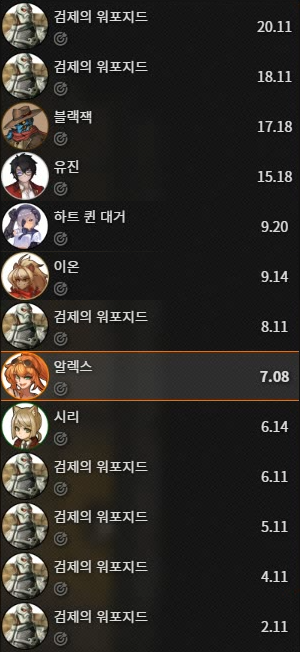 검제의 워포지드
20.11
검제의 워포지드
18.11
블랙잭
17.18
유진
15.18
하트 퀸 대거
9.20
이온
9.14
검제의 워포지드
8.11
알렉스
7.08
시리
6.14
검제의 워포지드
6.11
검제의 워포지드
5.11
검제의 워포지드
4.11
검제의 워포지드
2.11